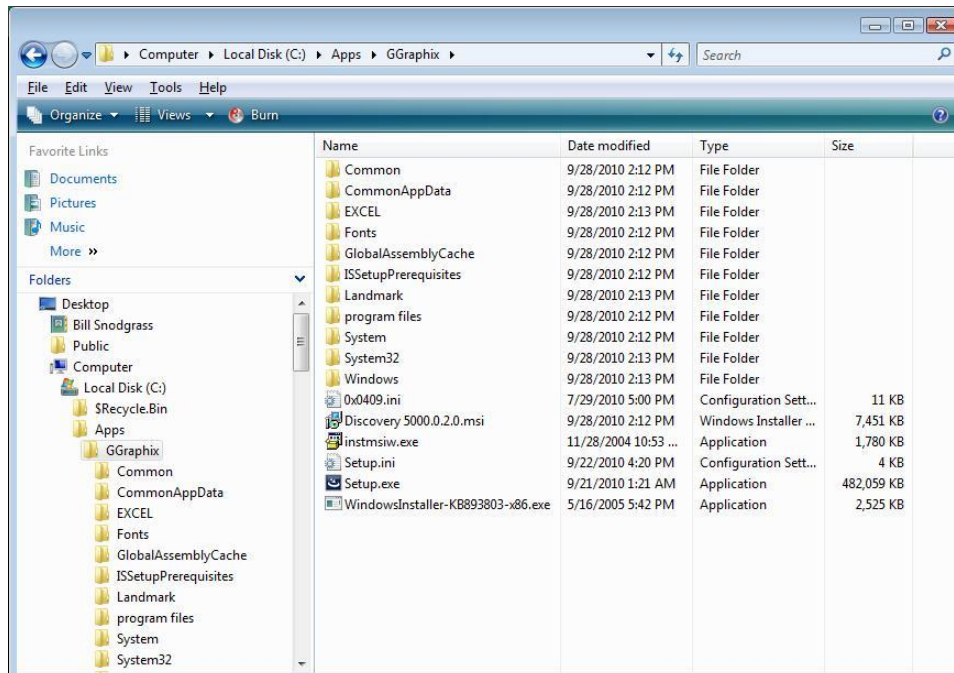 Computer Local Disk (C:) Apps GGraphix Search
File Edit View Tools Help
Organize Views Burn
Favorite Links
Documents
Pictures
Music
More »
Folders
Desktop
Bill Snodgrass
Public
Computer
Local Disk (C:)
$Recycle.Bin
Apps
GGraphix
Common
CommonAppData
EXCEL
Fonts
GlobalAssemblyCache
ISSetupPrerequisites
Landmark
program files
System
System32
Name Date modified Type Size
Common 9/28/2010 2:12 PM File Folder
CommonAppData 9/28/2010 2:12 PM File Folder
EXCEL 9/28/2010 2:13 PM File Folder
Fonts 9/28/2010 2:12 PM File Folder
GlobalAssemblyCache 9/28/2010 2:12 PM File Folder
ISSetupPrerequisites 9/28/2010 2:12 PM File Folder
Landmark 9/28/2010 2:13 PM File Folder
program files 9/28/2010 2:12 PM File Folder
System 9/28/2010 2:12 PM File Folder
System32 9/28/2010 2:13 PM File Folder
Windows 9/28/2010 2:13 PM File Folder
0x0409.ini 7/29/2010 5:00 PM Configuration Sett... 11 KB
Discovery 5000.0.2.0.msi 9/28/2010 2:12 PM Windows Installer ... 7,451 KB
instmsiw.exe 11/28/2004 10:53 ... Application 1,780 KB
Setup.ini 9/22/2010 4:20 PM Configuration Sett... 4 KB
Setup.exe 9/21/2010 1:21 AM Application 482,059 KB
WindowsInstaller-KB893803-x86.exe 5/16/2005 5:42 PM Application 2,525 KB